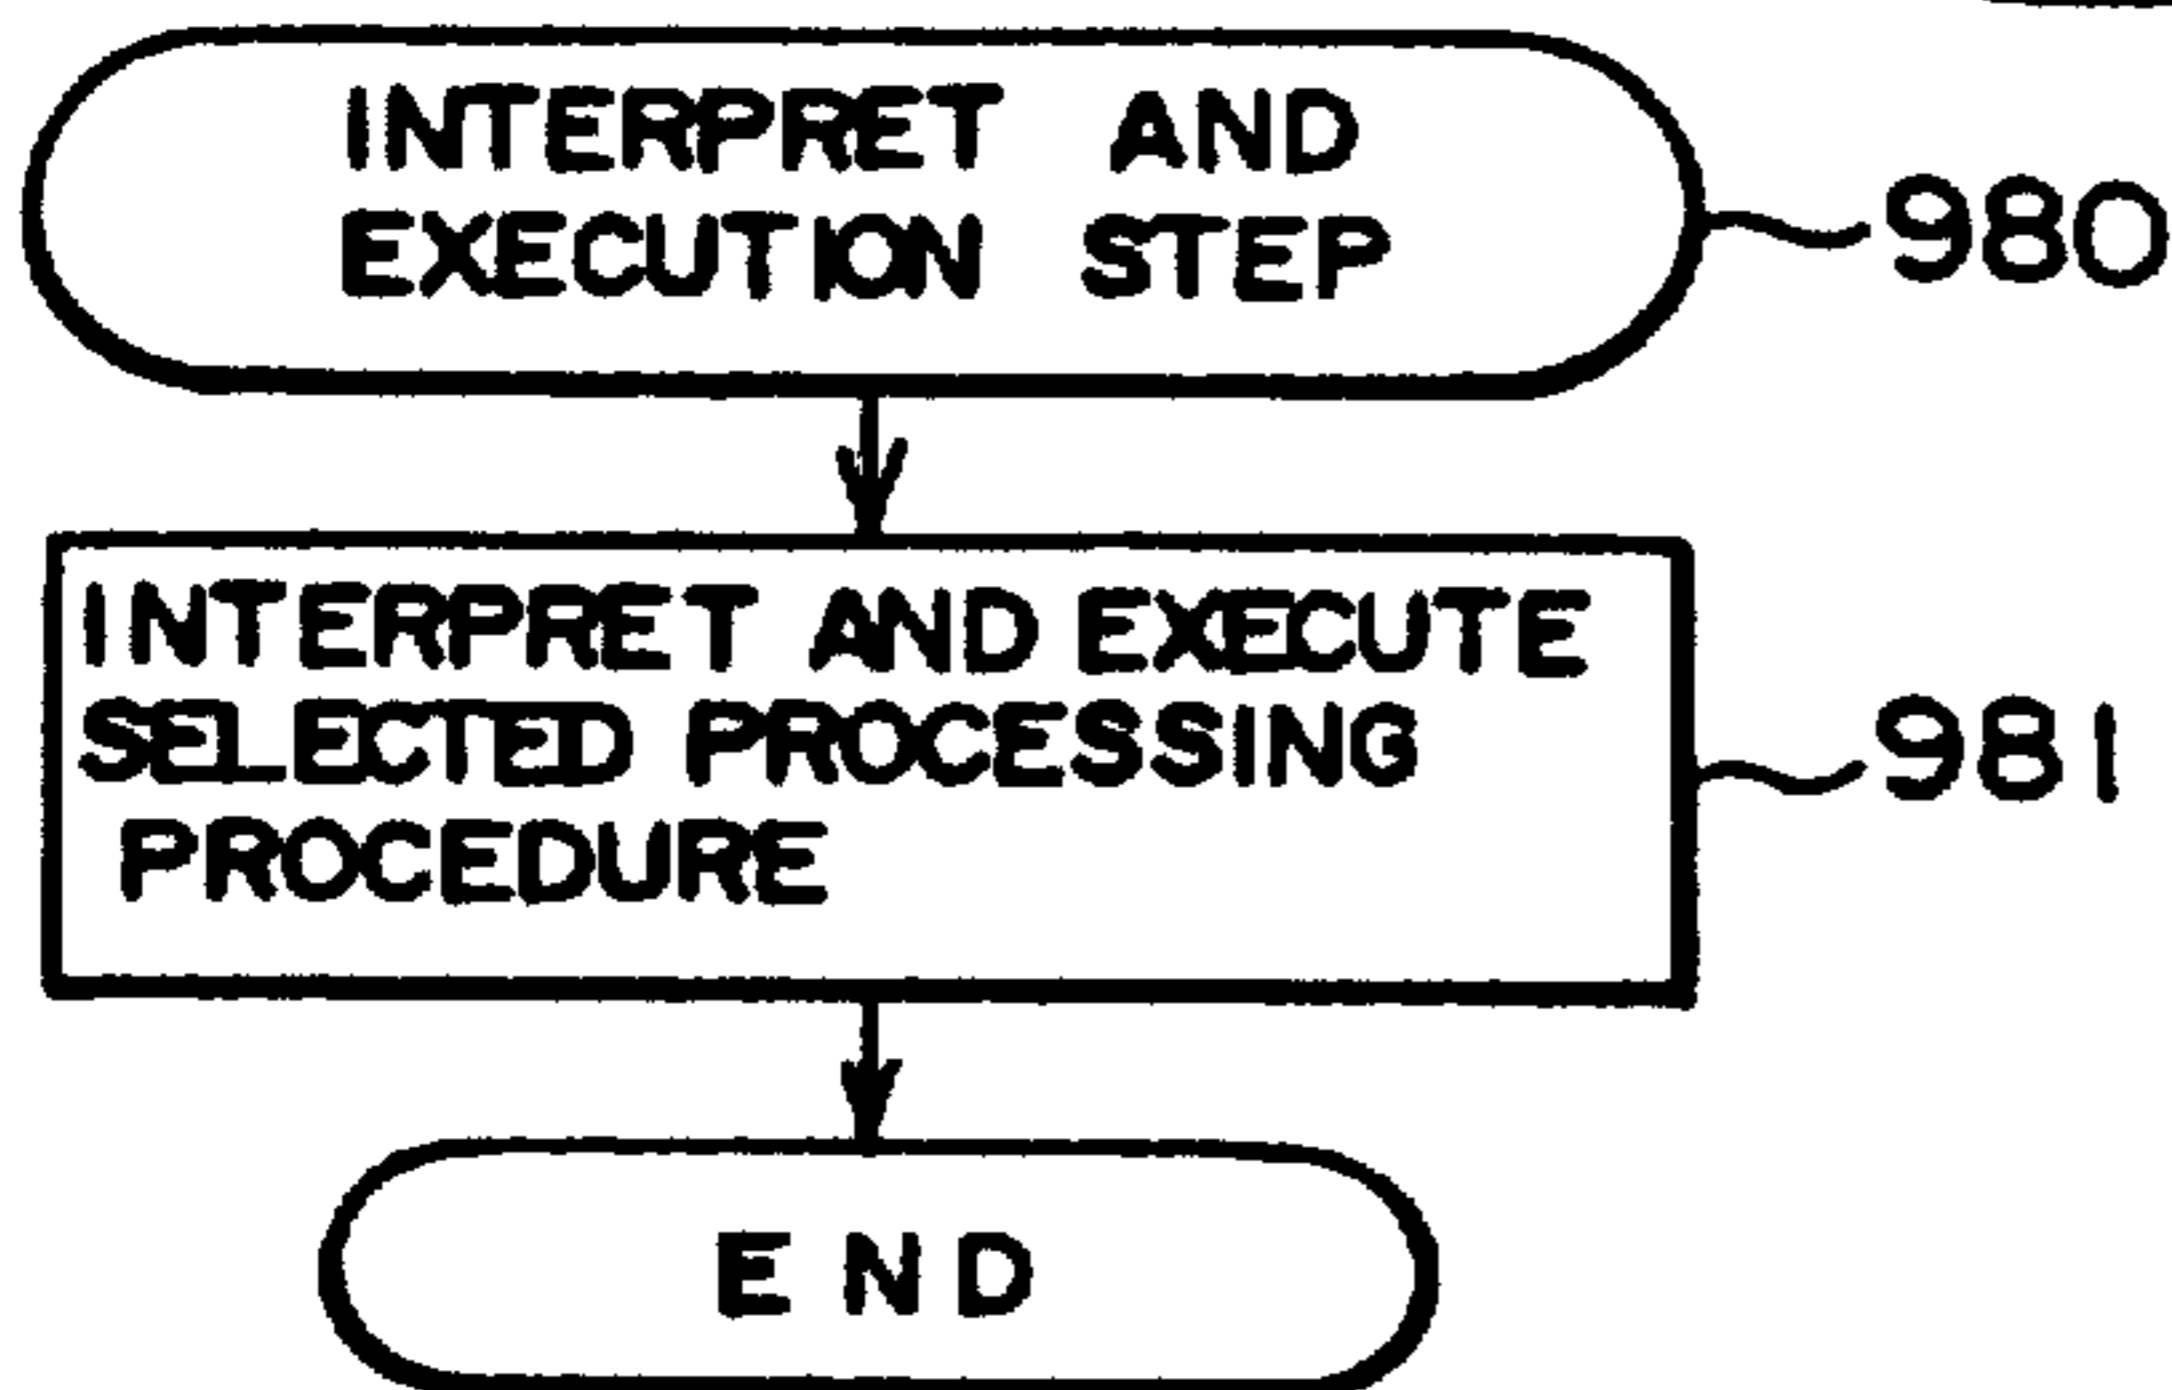 INTERPRET AND
EXECUTION STEP
980
INTERPRET AND EXECUTE
SELECTED PROCESSING
PROCEDURE
981
END